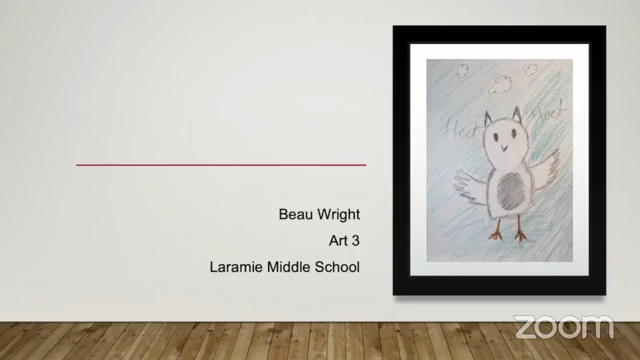 Beau Wright
Art 3
Laramie Middle School
Hoot Hoot
zoom